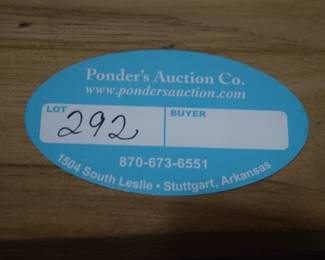 Ponder's Auction Co.
www.pondersauction.com
LOT BUYER
292
870-673-6551
1504 South Leslie • Stuttgart, Arkansas